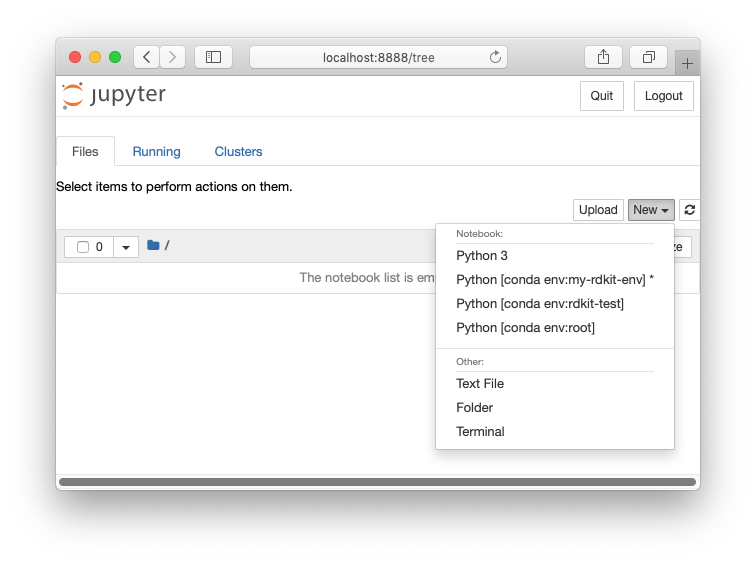 localhost:8888/tree
jupyter
Quit
Logout
Files
Running
Clusters
Select items to perform actions on them.
Upload
New
0
/
The notebook list is em
Notebook:
Python 3
Python [conda env:my-rdkit-env] *
Python [conda env:rdkit-test]
Python [conda env:root]
Other:
Text File
Folder
Terminal